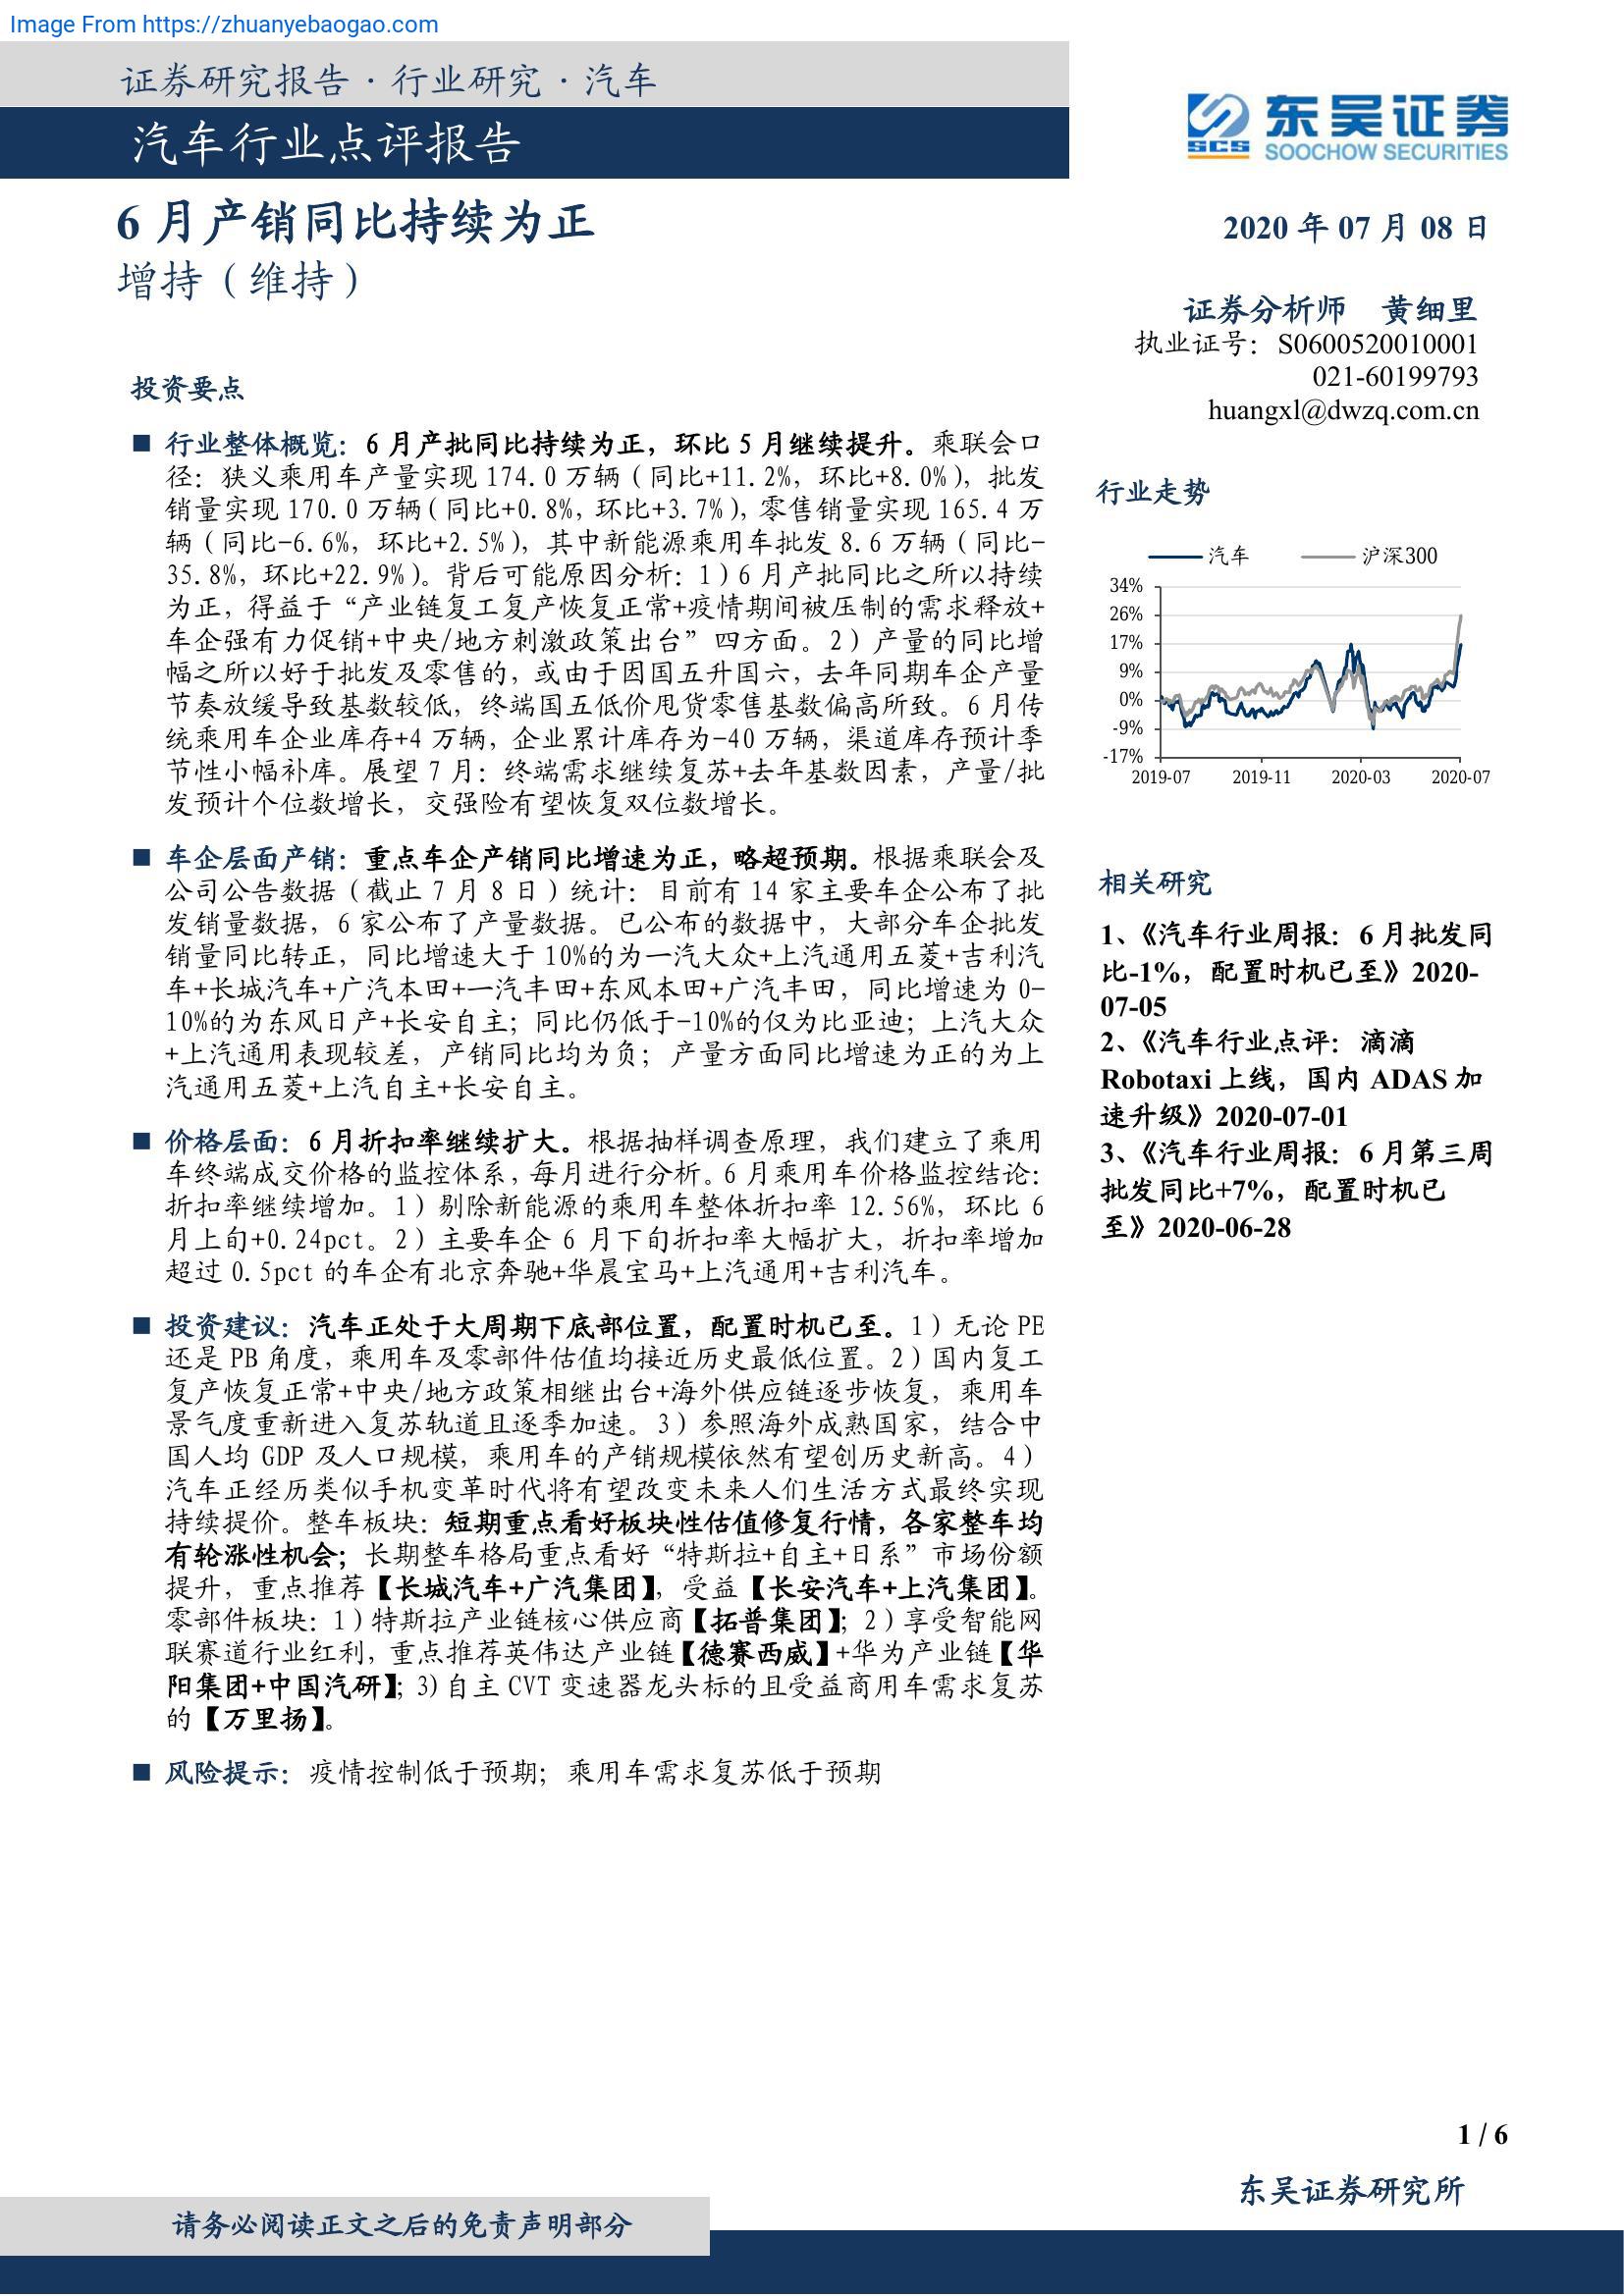 Image From https://zhuanyebaogao.com
证券研究报告·行业研究·汽车
汽车行业点评报告
东吴证券
SCS
SOOCHOW SECURITIES
6 月产销同比持续为正
增持（维持）
2020 年 07 月 08 日
证券分析师 黄细里
执业证号：S0600520010001
021-60199793
huangxl@dwzq.com.cn
投资要点
■ 行业整体概览：6 月产批同比持续为正，环比 5 月继续提升。乘联会口
径：狭义乘用车产量实现 174.0 万辆（同比+11.2%，环比+8.0%），批发
销量实现 170.0 万辆（同比+0.8%，环比+3.7%），零售销量实现 165.4 万
辆（同比-6.6%，环比+2.5%），其中新能源乘用车批发 8.6 万辆（同比-
35.8%，环比+22.9%）。背后可能原因分析：1）6 月产批同比之所以持续
为正，得益于“产业链复工复产恢复正常+疫情期间被压制的需求释放+
车企强有力促销+中央/地方刺激政策出台”四方面。2）产量的同比增
幅之所以好于批发及零售的，或由于因国五升国六，去年同期车企产量
节奏放缓导致基数较低，终端国五低价甩货零售基数偏高所致。6 月传
统乘用车企业库存+4 万辆，企业累计库存为-40 万辆，渠道库存预计季
节性小幅补库。展望 7 月：终端需求继续复苏+去年基数因素，产量/批
发预计个位数增长，交强险有望恢复双位数增长。
■ 车企层面产销：重点车企产销同比增速为正，略超预期。根据乘联会及
公司公告数据（截止 7 月 8 日）统计：目前有 14 家主要车企公布了批
发销量数据，6 家公布了产量数据。已公布的数据中，大部分车企批发
销量同比转正，同比增速大于 10%的为一汽大众+上汽通用五菱+吉利汽
车+长城汽车+广汽本田+一汽丰田+东风本田+广汽丰田，同比增速为 0-
10%的为东风日产+长安自主；同比仍低于-10%的仅为比亚迪；上汽大众
+上汽通用表现较差，产销同比均为负；产量方面同比增速为正的为上
汽通用五菱+上汽自主+长安自主。
■ 价格层面：6 月折扣率继续扩大。根据抽样调查原理，我们建立了乘用
车终端成交价格的监控体系，每月进行分析。6 月乘用车价格监控结论：
折扣率继续增加。1）剔除新能源的乘用车整体折扣率 12.56%，环比 6
月上旬+0.24pct。2）主要车企 6 月下旬折扣率大幅扩大，折扣率增加
超过 0.5pct 的车企有北京奔驰+华晨宝马+上汽通用+吉利汽车。
■ 投资建议：汽车正处于大周期下底部位置，配置时机已至。1）无论 PE
还是 PB 角度，乘用车及零部件估值均接近历史最低位置。2）国内复工
复产恢复正常+中央/地方政策相继出台+海外供应链逐步恢复，乘用车
景气度重新进入复苏轨道且逐季加速。3）参照海外成熟国家，结合中
国人均 GDP 及人口规模，乘用车的产销规模依然有望创历史新高。4）
汽车正经历类似手机变革时代将有望改变未来人们生活方式最终实现
持续提价。整车板块：短期重点看好板块性估值修复行情，各家整车均
有轮涨性机会；长期整车格局重点看好“特斯拉+自主+日系”市场份额
提升，重点推荐【长城汽车+广汽集团】，受益【长安汽车+上汽集团】。
零部件板块：1）特斯拉产业链核心供应商【拓普集团】；2）享受智能网
联赛道行业红利，重点推荐英伟达产业链【德赛西威】+华为产业链【华
阳集团+中国汽研】；3)自主 CVT 变速器龙头标的且受益商用车需求复苏
的【万里扬】。
■ 风险提示：疫情控制低于预期；乘用车需求复苏低于预期
行业走势
汽车 沪深300
34%
26%
17%
9%
0%
-9%
-17%
2019-07 2019-11 2020-03 2020-07
相关研究
1、《汽车行业周报：6 月批发同
比-1%，配置时机已至》2020-
07-05
2、《汽车行业点评：滴滴
Robotaxi 上线，国内 ADAS 加
速升级》2020-07-01
3、《汽车行业周报：6 月第三周
批发同比+7%，配置时机已
至》2020-06-28
1 / 6
东吴证券研究所
请务必阅读正文之后的免责声明部分